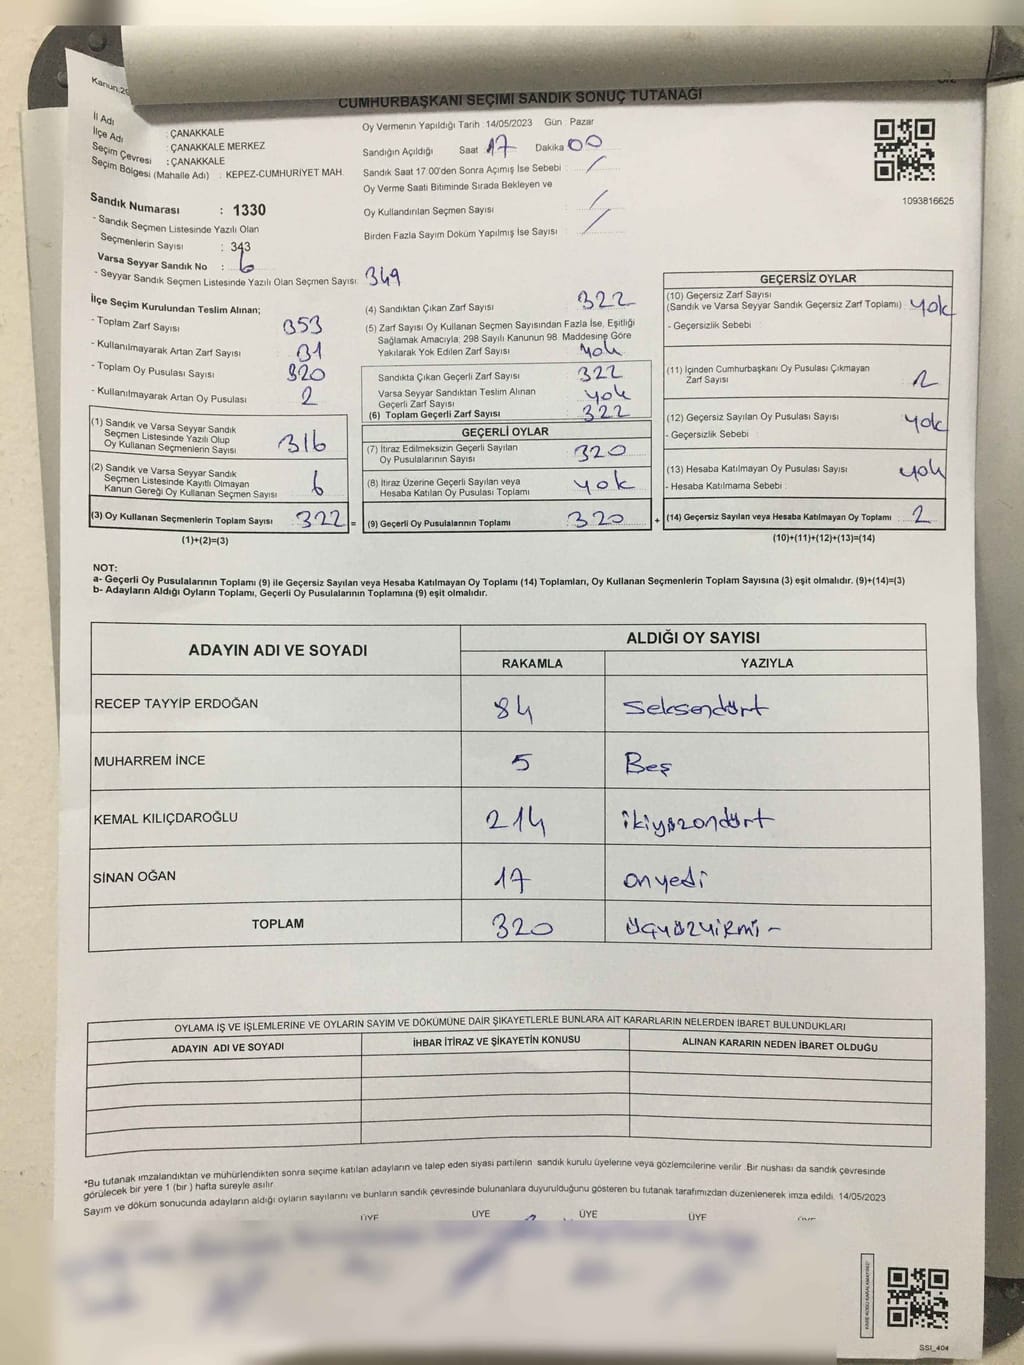 Kanun:29
CUMHURBAŞKANI SEÇİMİ SANDIK SONUÇ TUTANAĞI
İl Adı : ÇANAKKALE
İlçe Adı : ÇANAKKALE MERKEZ
Seçim Çevresi : ÇANAKKALE
Seçim Bölgesi (Mahalle Adı) : KEPEZ-CUMHURİYET MAH.
Sandık Numarası : 1330
- Sandık Seçmen Listesinde Yazılı Olan
Seçmenlerin Sayısı : 343
Varsa Seyyar Sandık No : 6
- Seyyar Sandık Seçmen Listesinde Yazılı Olan Seçmen Sayısı: 349
Oy Vermenin Yapıldığı Tarih :14/05/2023 Gün : Pazar
Sandığın Açıldığı Saat 17 Dakika 00
Sandık Saat 17:00'den Sonra Açımış İse Sebebi : /
Oy Verme Saati Bitiminde Sırada Bekleyen ve
Oy Kullandırılan Seçmen Sayısı : /
Birden Fazla Sayım Döküm Yapılmış İse Sayısı : /
1093816625
İlçe Seçim Kurulundan Teslim Alınan;
- Toplam Zarf Sayısı 353
- Kullanılmayarak Artan Zarf Sayısı 31
- Toplam Oy Pusulası Sayısı 320
- Kullanılmayarak Artan Oy Pusulası 2
(1) Sandık ve Varsa Seyyar Sandık
Seçmen Listesinde Yazılı Olup
Oy Kullanan Seçmenlerin Sayısı 316
(2) Sandık ve Varsa Seyyar Sandık
Seçmen Listesinde Kayıtlı Olmayan
Kanun Gereği Oy Kullanan Seçmen Sayısı 6
(3) Oy Kullanan Seçmenlerin Toplam Sayısı 322 =
(1)+(2)=(3)
(4) Sandıktan Çıkan Zarf Sayısı 322
(5) Zarf Sayısı Oy Kullanan Seçmen Sayısından Fazla İse, Eşitliği
Sağlamak Amacıyla; 298 Sayılı Kanunun 98. Maddesine Göre
Yakılarak Yok Edilen Zarf Sayısı yok
Sandıkta Çıkan Geçerli Zarf Sayısı 322
Varsa Seyyar Sandıktan Teslim Alınan
Geçerli Zarf Sayısı yok
(6) Toplam Geçerli Zarf Sayısı 322
GEÇERLİ OYLAR
(7) İtiraz Edilmeksizin Geçerli Sayılan
Oy Pusulalarının Sayısı 320
(8) İtiraz Üzerine Geçerli Sayılan veya
Hesaba Katılan Oy Pusulası Toplamı yok
(9) Geçerli Oy Pusulalarının Toplamı 320 +
GEÇERSİZ OYLAR
(10) Geçersiz Zarf Sayısı
(Sandık ve Varsa Seyyar Sandık Geçersiz Zarf Toplamı) : yok
- Geçersizlik Sebebi :
(11) İçinden Cumhurbaşkanı Oy Pusulası Çıkmayan
Zarf Sayısı 2
(12) Geçersiz Sayılan Oy Pusulası Sayısı yok
- Geçersizlik Sebebi :
(13) Hesaba Katılmayan Oy Pusulası Sayısı yok
- Hesaba Katılmama Sebebi :
(14) Geçersiz Sayılan veya Hesaba Katılmayan Oy Toplamı 2
(10)+(11)+(12)+(13)=(14)
NOT:
a- Geçerli Oy Pusulalarının Toplamı (9) ile Geçersiz Sayılan veya Hesaba Katılmayan Oy Toplamı (14) Toplamları, Oy Kullanan Seçmenlerin Toplam Sayısına (3) eşit olmalıdır. (9)+(14)=(3)
b- Adayların Aldığı Oyların Toplamı, Geçerli Oy Pusulalarının Toplamına (9) eşit olmalıdır.
ADAYIN ADI VE SOYADI ALDIĞI OY SAYISI
RAKAMLA YAZIYLA
RECEP TAYYİP ERDOĞAN 84 Seksendört
MUHARREM İNCE 5 Beş
KEMAL KILIÇDAROĞLU 214 ikiyüzondört
SİNAN OĞAN 17 onyedi
TOPLAM 320 üçyüzyirmi -
OYLAMA İŞ VE İŞLEMLERİNE VE OYLARIN SAYIM VE DÖKÜMÜNE DAİR ŞİKAYETLERLE BUNLARA AİT KARARLARIN NELERDEN İBARET BULUNDUKLARI
ADAYIN ADI VE SOYADI İHBAR İTİRAZ VE ŞİKAYETİN KONUSU ALINAN KARARIN NEDEN İBARET OLDUĞU
*Bu tutanak imzalandıktan ve mühürlendikten sonra seçime katılan adayların ve talep eden siyasi partilerin sandık kurulu üyelerine veya gözlemcilerine verilir .Bir nüshası da sandık çevresinde
görülecek bir yere 1 (bir ) hafta süreyle asılır.
Sayım ve döküm sonucunda adayların aldığı oyların sayılarını ve bunların sandık çevresinde bulunanlara duyurulduğunu gösteren bu tutanak tarafımızdan düzenlenerek imza edildi. 14/05/2023
ÜYE ÜYE ÜYE ÜYE
SSİ_404